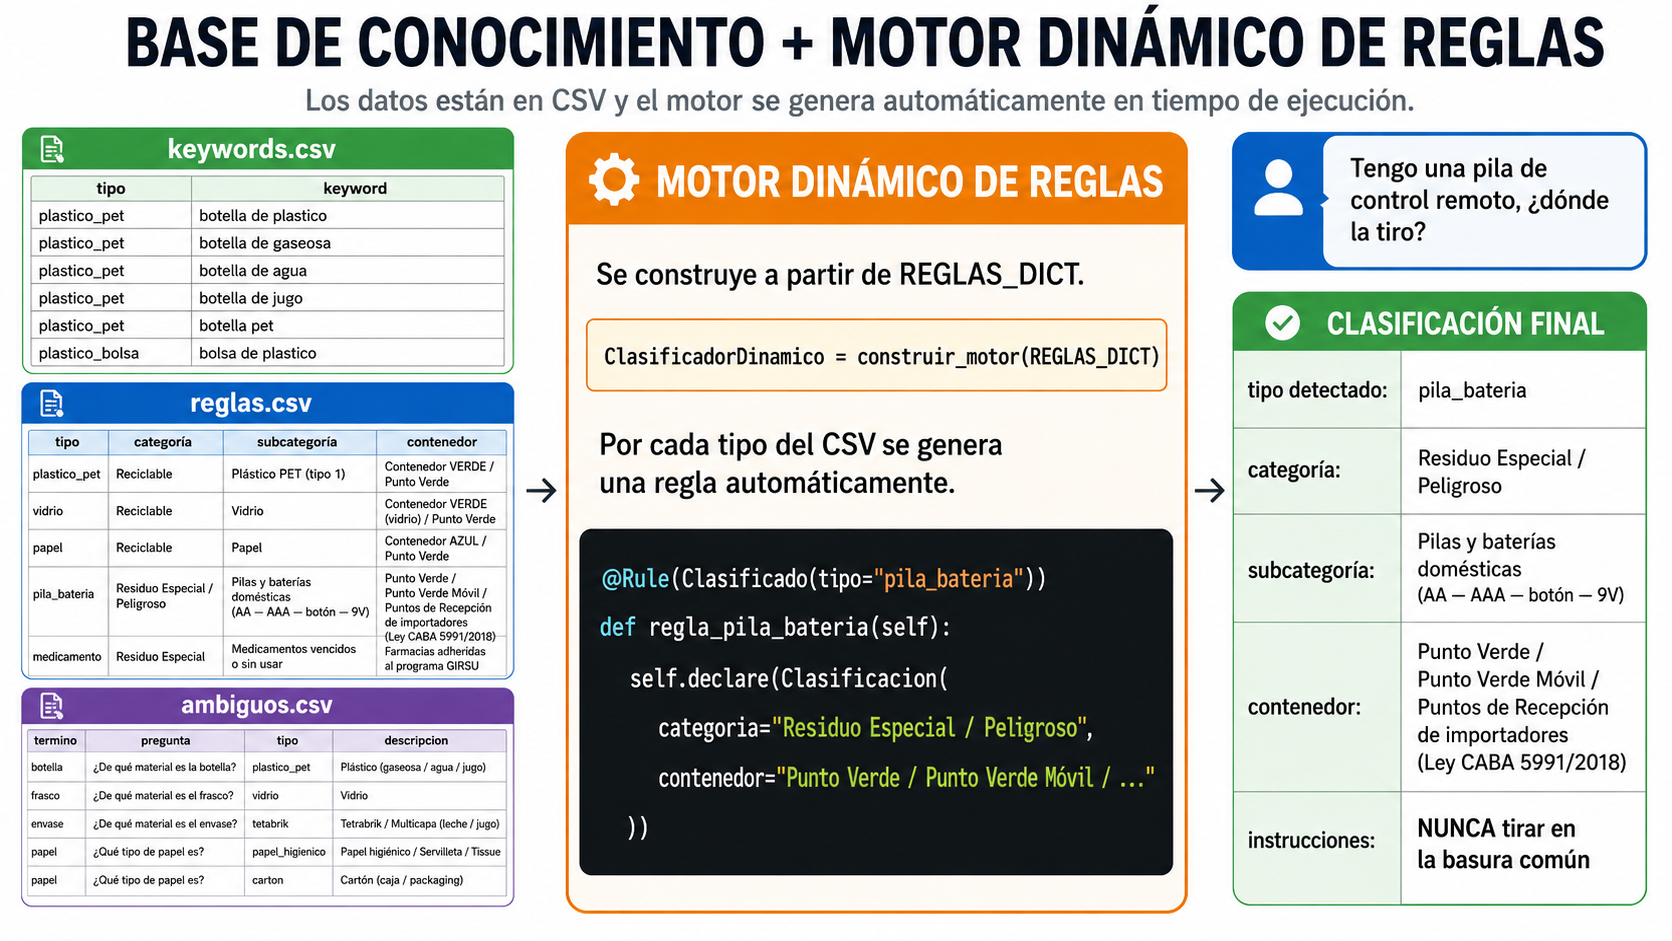 BASE DE CONOCIMIENTO + MOTOR DINÁMICO DE REGLAS
Los datos están en CSV y el motor se genera automáticamente en tiempo de ejecución.
keywords.csv
tipo keyword
plastico_pet botella de plastico
plastico_pet botella de gaseosa
plastico_pet botella de agua
plastico_pet botella de jugo
plastico_pet botella pet
plastico_bolsa bolsa de plastico
reglas.csv
tipo categoría subcategoría contenedor
plastico_pet Reciclable Plástico PET (tipo 1) Contenedor VERDE /
Punto Verde
vidrio Reciclable Vidrio Contenedor VERDE
(vidrio) / Punto Verde
papel Reciclable Papel Contenedor AZUL /
Punto Verde
pila_bateria Residuo Especial /
Peligroso
Pilas y baterías
domésticas
(AA — AAA — botón — 9V)
Punto Verde /
Punto Verde Móvil /
Puntos de Recepción
de importadores
(Ley CABA 5991/2018)
medicamento Residuo Especial Medicamentos vencidos
o sin usar
Farmacias adheridas
al programa GIRSU
ambiguos.csv
termino pregunta tipo descripcion
botella ¿De qué material es la botella? plastico_pet Plástico (gaseosa / agua / jugo)
frasco ¿De qué material es el frasco? vidrio Vidrio
envase ¿De qué material es el envase? tetabrik Tetrabrik / Multicapa (leche / jugo)
papel ¿Qué tipo de papel es? papel_higienico Papel higiénico / Servilleta / Tissue
papel ¿Qué tipo de papel es? carton Cartón (caja / packaging)
MOTOR DINÁMICO DE REGLAS
Se construye a partir de REGLAS_DICT.
ClasificadorDinamico = construir_motor(REGLAS_DICT)
Por cada tipo del CSV se genera
una regla automáticamente.
@Rule(Clasificado(tipo="pila_bateria"))
def regla_pila_bateria(self):
self.declare(Clasificacion(
categoria="Residuo Especial / Peligroso",
contenedor="Punto Verde / Punto Verde Móvil / ..."
))
Tengo una pila de
control remoto, ¿dónde
la tiro?
CLASIFICACIÓN FINAL
tipo detectado: pila_bateria
categoría: Residuo Especial /
Peligroso
subcategoría: Pilas y baterías
domésticas
(AA — AAA — botón — 9V)
contenedor: Punto Verde /
Punto Verde Móvil /
Puntos de Recepción
de importadores
(Ley CABA 5991/2018)
instrucciones: NUNCA tirar en
la basura común